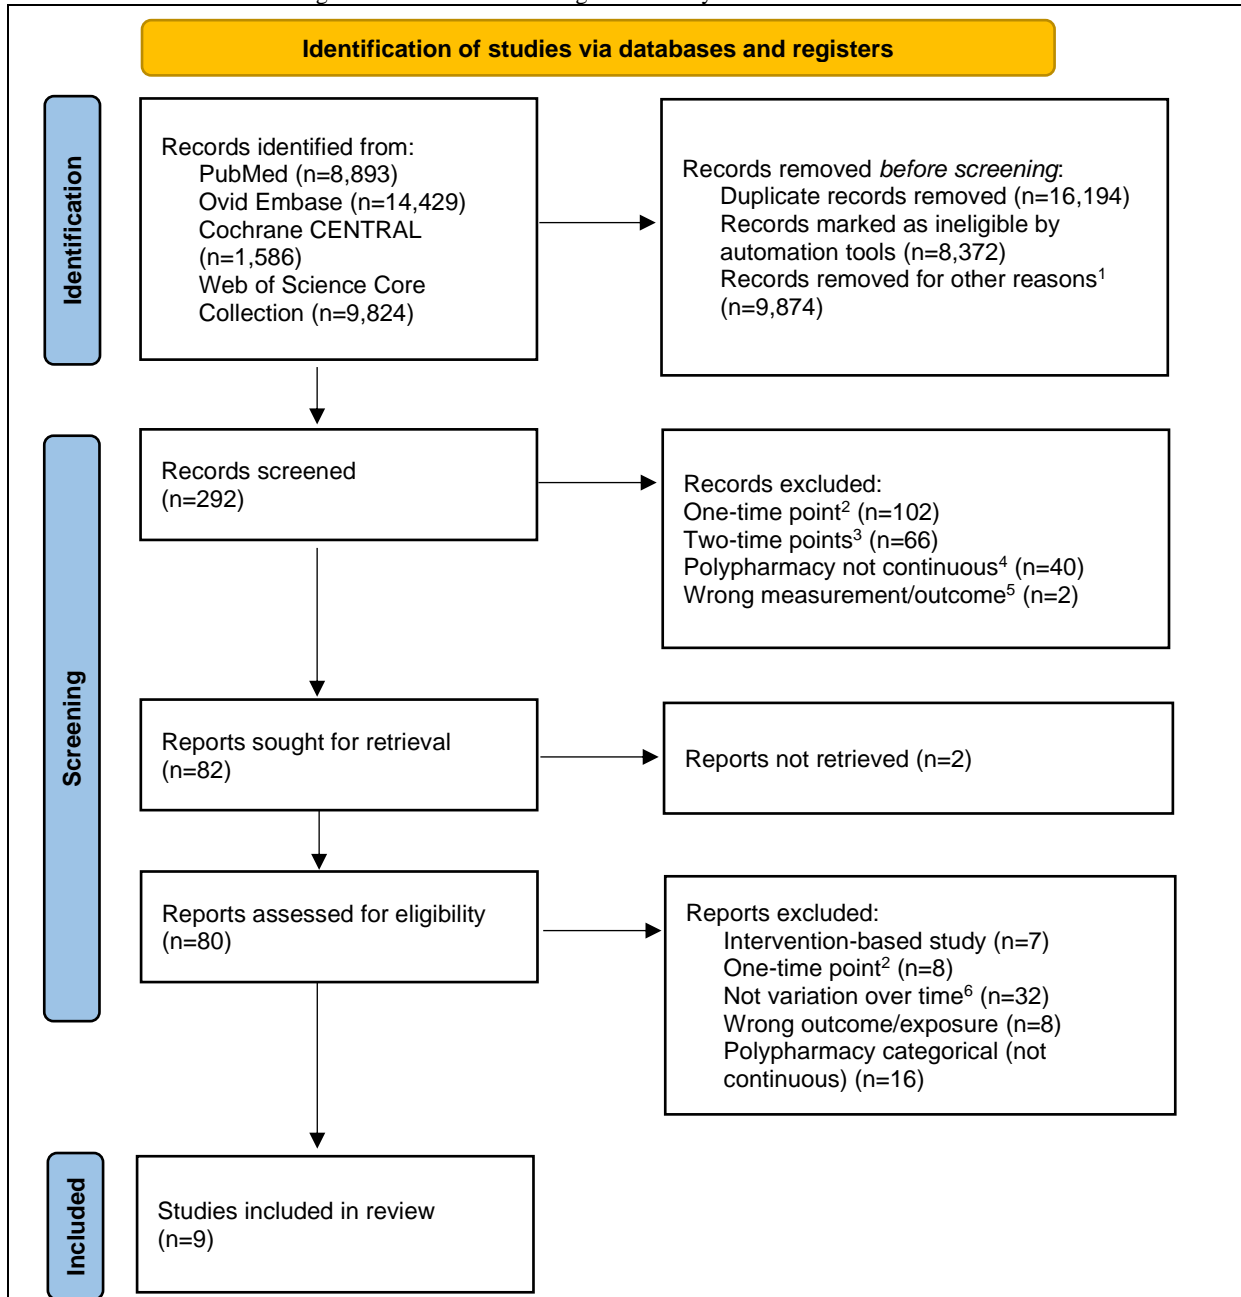 Identification of studies via databases and registers
Identification
Records identified from:
PubMed (n=8,893)
Ovid Embase (n=14,429)
Cochrane CENTRAL
(n=1,586)
Web of Science Core
Collection (n=9,824)
Records removed before screening:
Duplicate records removed (n=16,194)
Records marked as ineligible by
automation tools (n=8,372)
Records removed for other reasons¹
(n=9,874)
Screening
Records screened
(n=292)
Records excluded:
One-time point² (n=102)
Two-time points³ (n=66)
Polypharmacy not continuous⁴ (n=40)
Wrong measurement/outcome⁵ (n=2)
Reports sought for retrieval
(n=82)
Reports not retrieved (n=2)
Reports assessed for eligibility
(n=80)
Reports excluded:
Intervention-based study (n=7)
One-time point² (n=8)
Not variation over time⁶ (n=32)
Wrong outcome/exposure (n=8)
Polypharmacy categorical (not
continuous) (n=16)
Included
Studies included in review
(n=9)